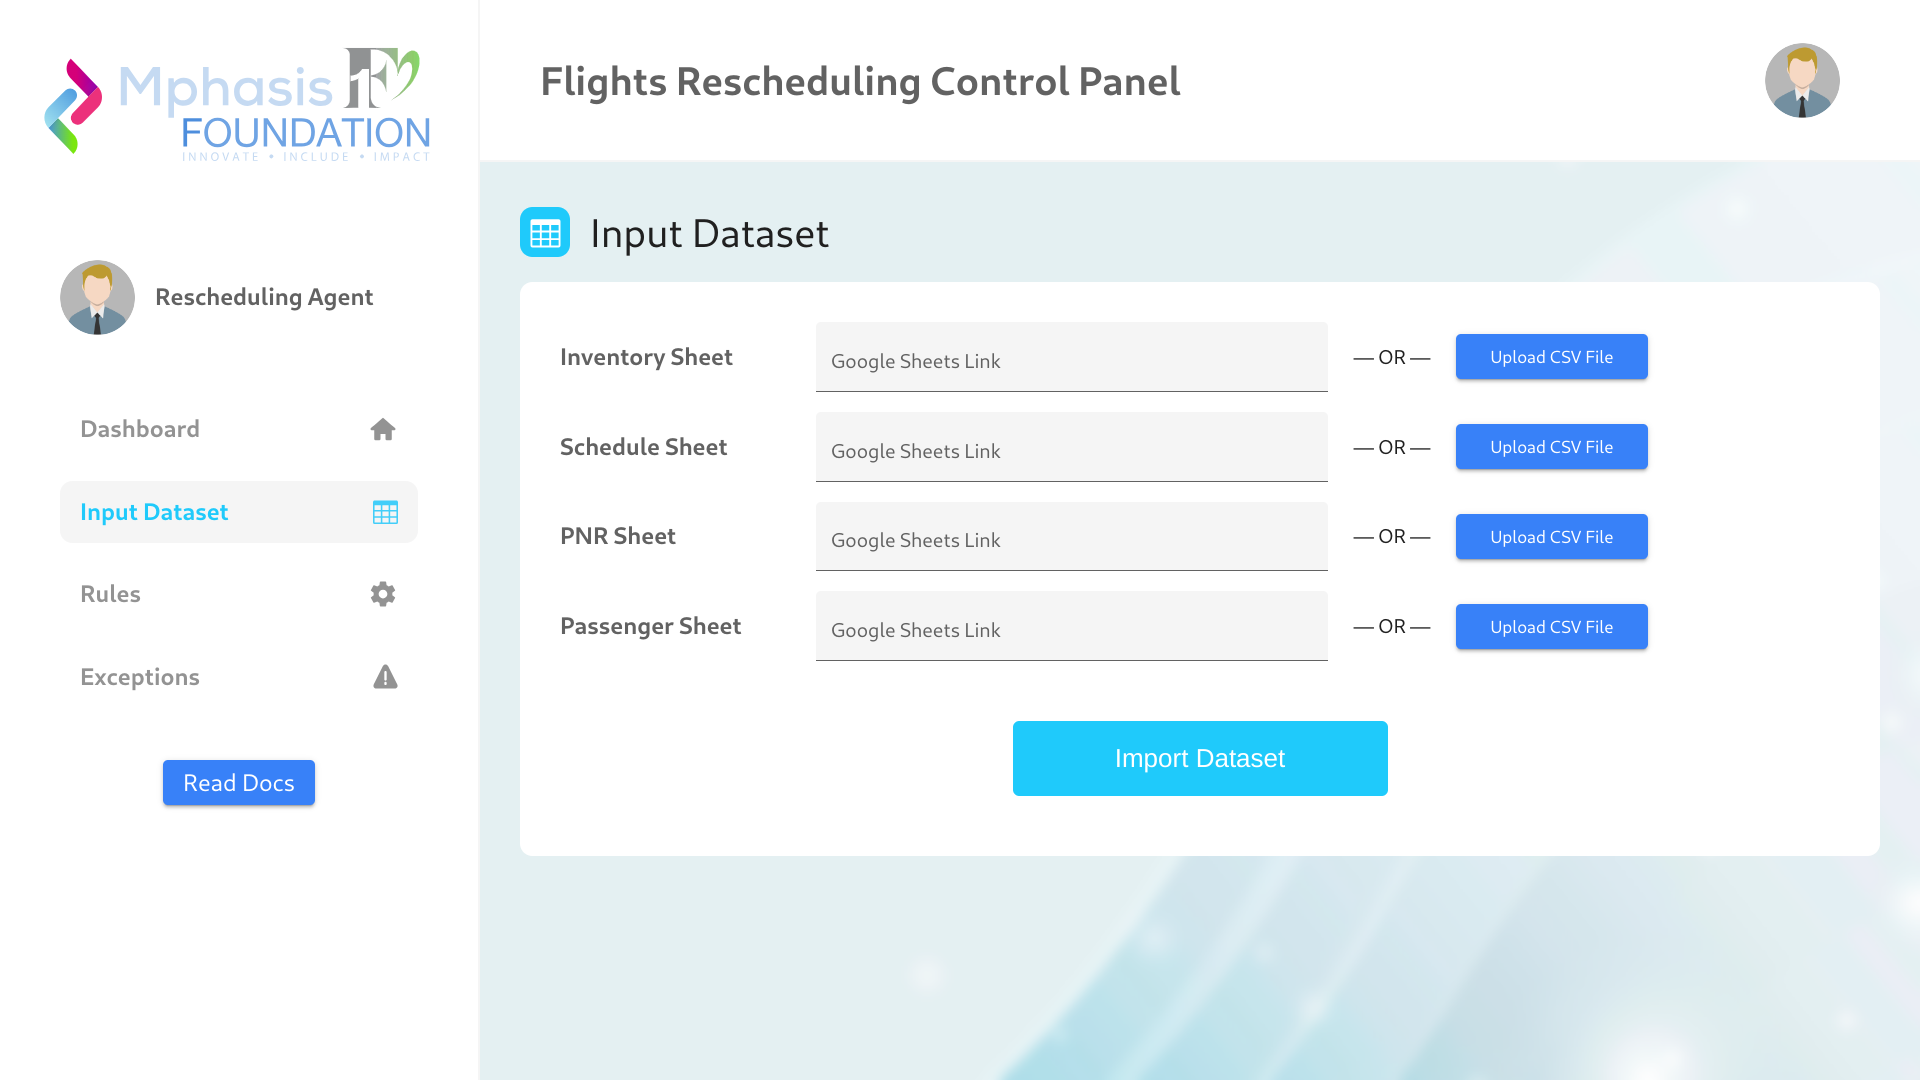 Mphasis
FOUNDATION
INNOVATE • INCLUDE • IMPACT
Flights Rescheduling Control Panel
Rescheduling Agent
Dashboard
Input Dataset
Rules
Exceptions
Read Docs
Input Dataset
Inventory Sheet Google Sheets Link — OR — Upload CSV File
Schedule Sheet Google Sheets Link — OR — Upload CSV File
PNR Sheet Google Sheets Link — OR — Upload CSV File
Passenger Sheet Google Sheets Link — OR — Upload CSV File
Import Dataset